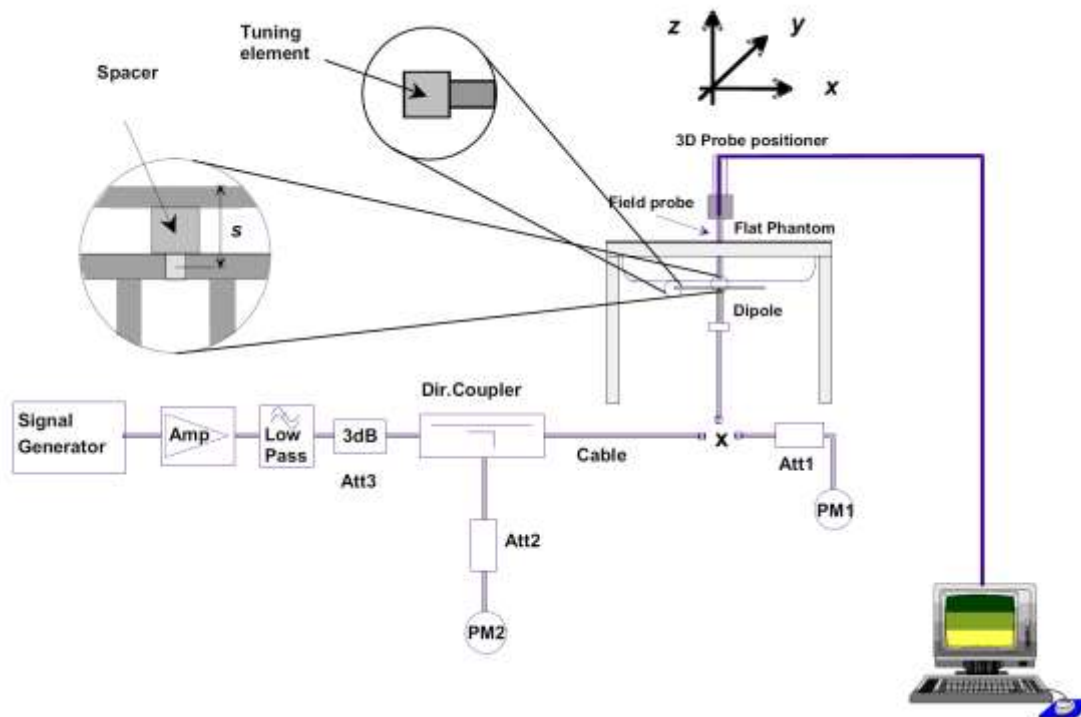 Tuning
element
z
y
x
Spacer
3D Probe positioner
Field probe
s
Flat Phantom
Dipole
Dir.Coupler
Signal
Generator
Amp
Low
Pass
3dB
Att3
Cable
x
Att1
PM1
Att2
PM2